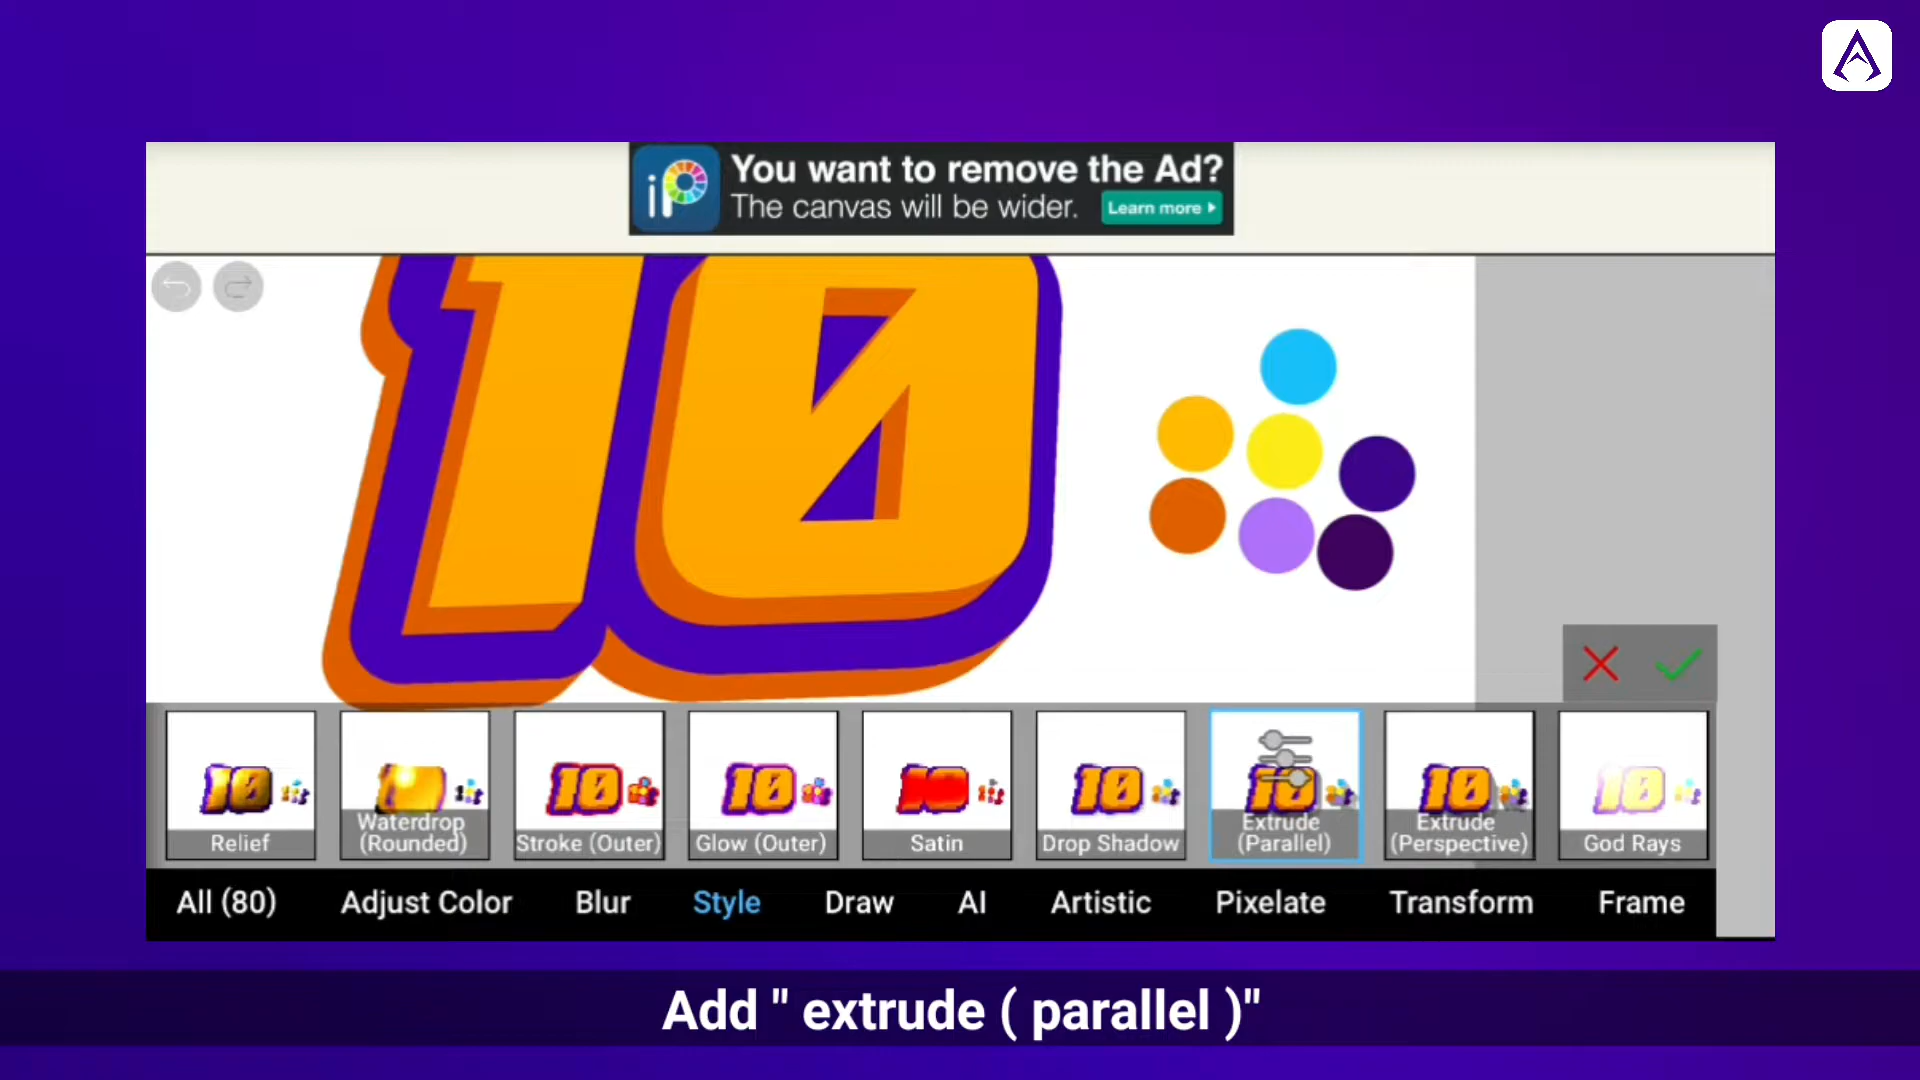 You want to remove the Ad?
iP
The canvas will be wider.
Learn more
10
Relief
Waterdrop
(Rounded)
Stroke (Outer)
Glow (Outer)
Satin
Drop Shadow
Extrude
(Parallel)
Extrude
(Perspective)
God Rays
All (80) Adjust Color Blur Style Draw AI Artistic Pixelate Transform Frame
Add " extrude ( parallel )"